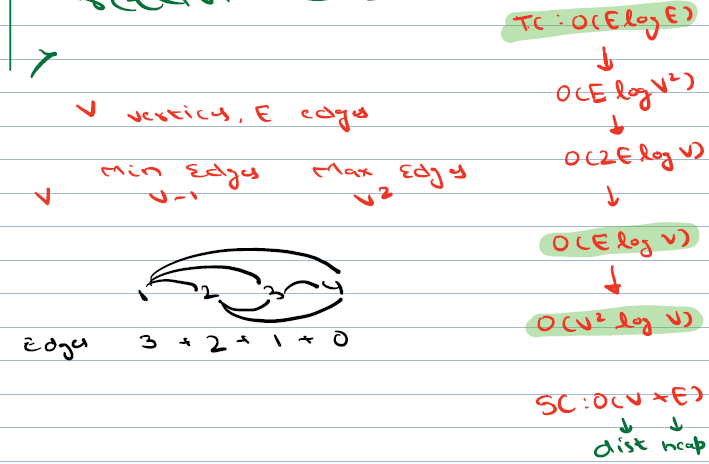 TC : O(E log E)
↓
O(E log V²)
↓
V vertices, E edges
O(2E log V)
Min Edges Max Edges
V V-1 V²
↓
O(E log V)
↓
1 2 3 4
O(V² log V)
Edges 3 + 2 + 1 + 0
SC : O(V + E)
↓ ↓
dist heap